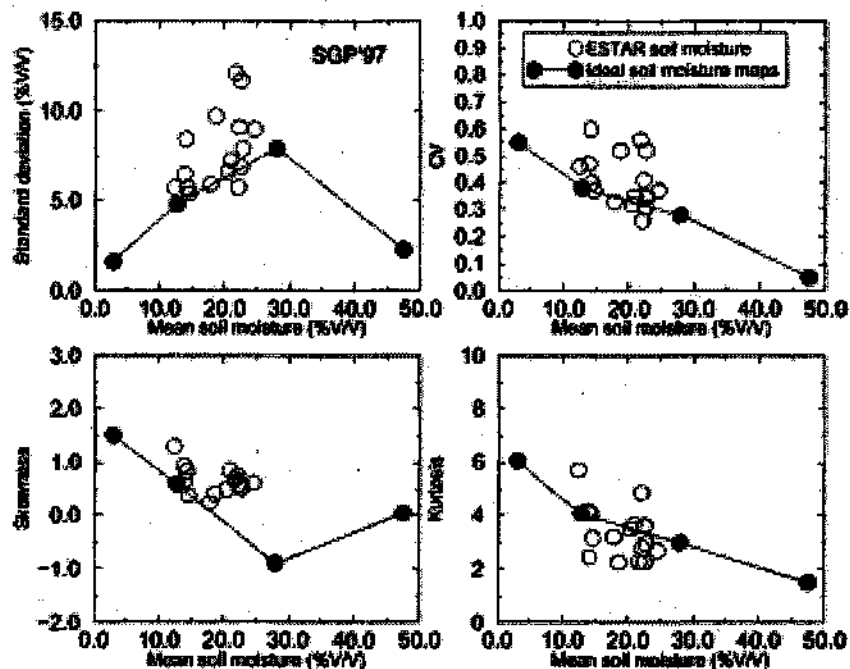 SGP'97
Standard deviation (%V/V)
15.0
10.0
5.0
0.0
0.0 10.0 20.0 30.0 40.0 50.0
Mean soil moisture (%V/V)
ESTAR soil moisture
Ideal soil moisture maps
CV
1.0
0.9
0.8
0.7
0.6
0.5
0.4
0.3
0.2
0.1
0.0
0.0 10.0 20.0 30.0 40.0 50.0
Mean soil moisture (%V/V)
Skewness
3.0
2.0
1.0
0.0
−1.0
−2.0
0.0 10.0 20.0 30.0 40.0 50.0
Mean soil moisture (%V/V)
Kurtosis
10
8
6
4
2
0
0.0 10.0 20.0 30.0 40.0 50.0
Mean soil moisture (%V/V)